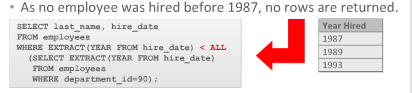 • As no employee was hired before 1987, no rows are returned.
SELECT last_name, hire_date
FROM employees
WHERE EXTRACT(YEAR FROM hire_date) < ALL
(SELECT EXTRACT(YEAR FROM hire_date)
FROM employees
WHERE department_id=90);
Year Hired
1987
1989
1993